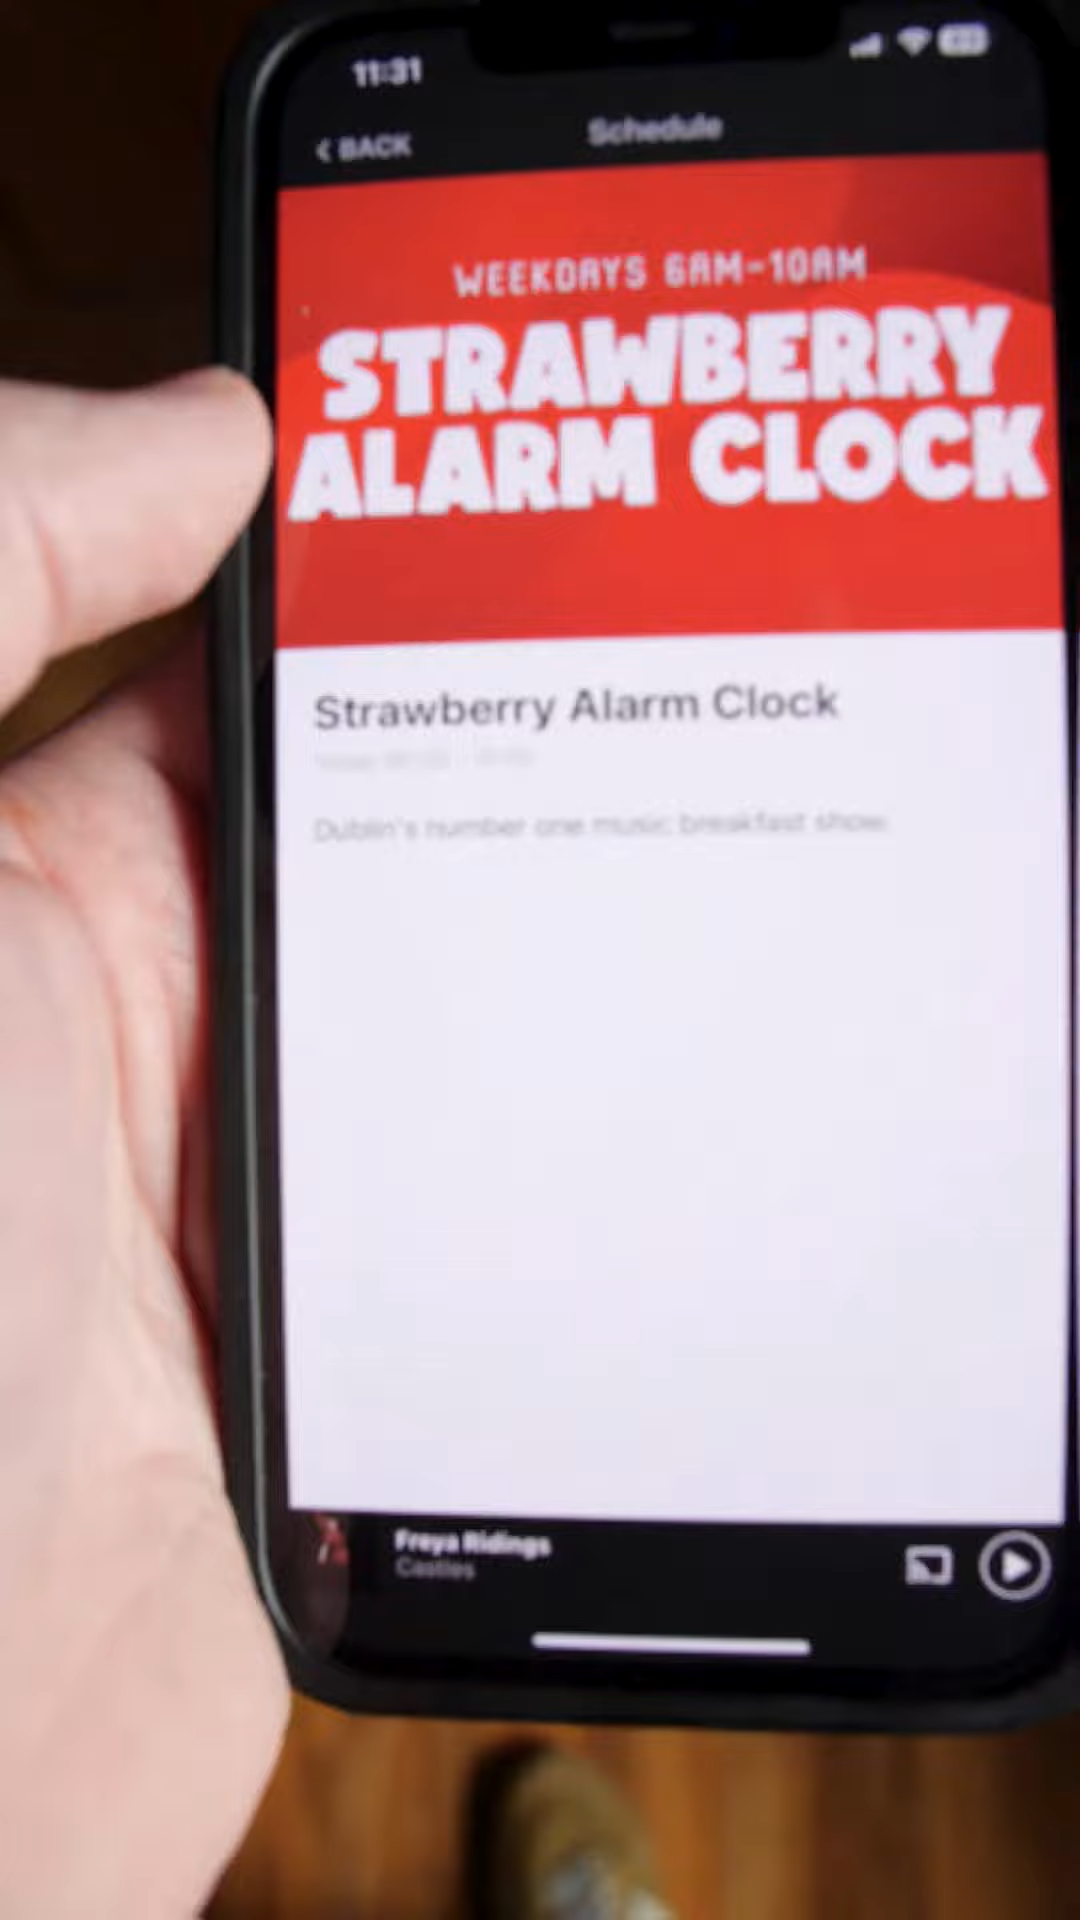 11:31
< BACK
Schedule
WEEKDAYS 6AM-10AM
STRAWBERRY
ALARM CLOCK
Strawberry Alarm Clock
Dublin's number one music breakfast show.
Freya Ridings
Castles